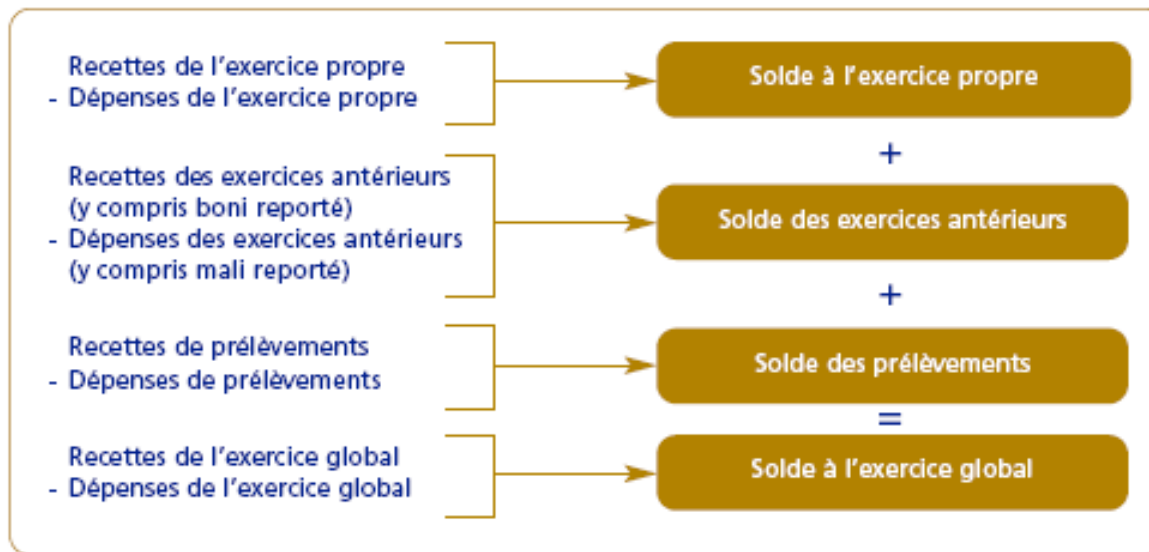 Recettes de l'exercice propre
- Dépenses de l'exercice propre
Solde à l'exercice propre
+
Recettes des exercices antérieurs
(y compris boni reporté)
- Dépenses des exercices antérieurs
(y compris mali reporté)
Solde des exercices antérieurs
+
Recettes de prélèvements
- Dépenses de prélèvements
Solde des prélèvements
=
Recettes de l'exercice global
- Dépenses de l'exercice global
Solde à l'exercice global